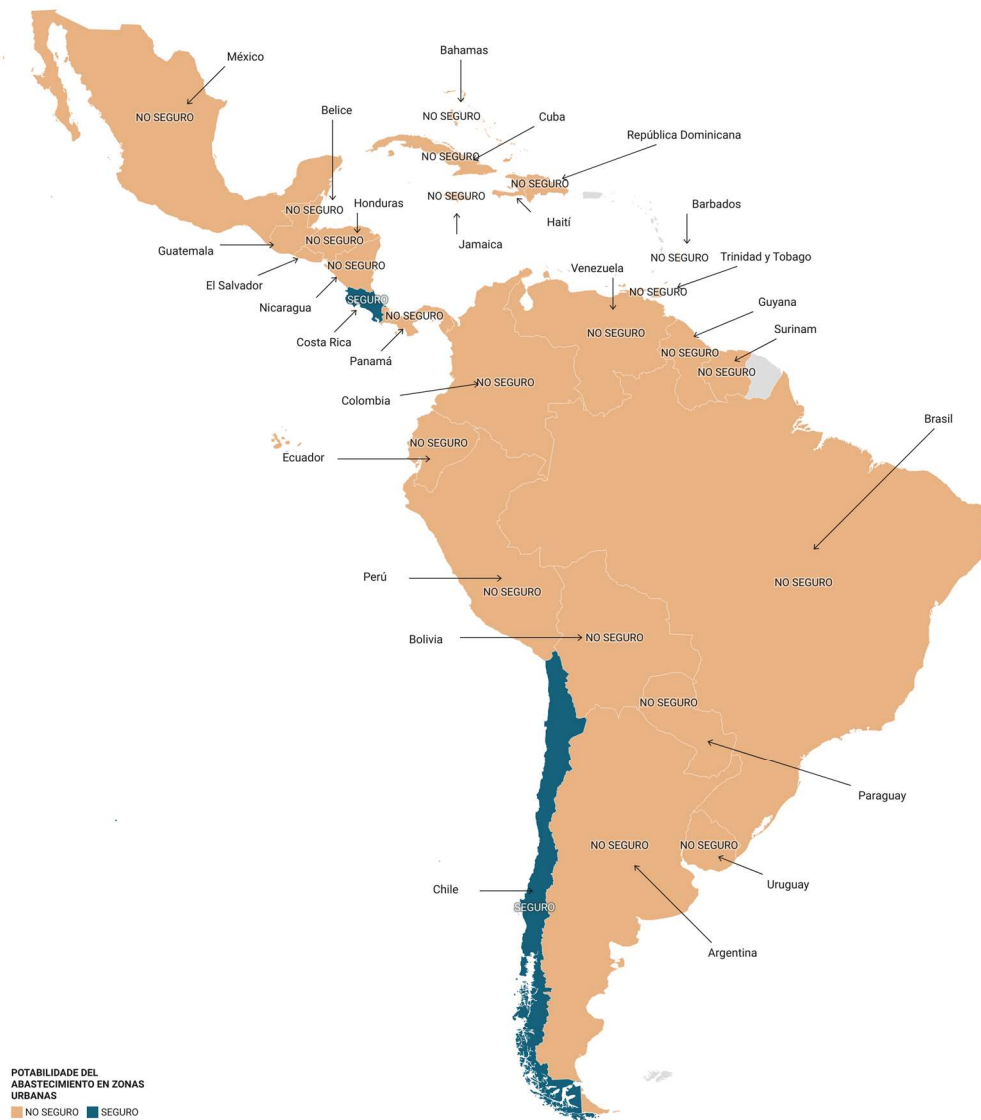 Bahamas
México
NO SEGURO
Belice
NO SEGURO
Cuba
República Dominicana
NO SEGURO
NO SEGURO
NO SEGURO
Barbados
NO SEGURO
Honduras
Haití
Jamaica
NO SEGURO
Guatemala
NO SEGURO
Trinidad y Tobago
Venezuela
NO SEGURO
El Salvador
NO SEGURO
Nicaragua
SEGURO
NO SEGURO
Guyana
Costa Rica
Panamá
NO SEGURO
Surinam
NO SEGURO
NO SEGURO
Colombia
NO SEGURO
Brasil
NO SEGURO
Ecuador
Perú
NO SEGURO
NO SEGURO
Bolivia
NO SEGURO
NO SEGURO
Paraguay
NO SEGURO
NO SEGURO
Uruguay
Chile
SEGURO
Argentina
POTABILIDADE DEL
ABASTECIMIENTO EN ZONAS
URBANAS
NO SEGURO SEGURO